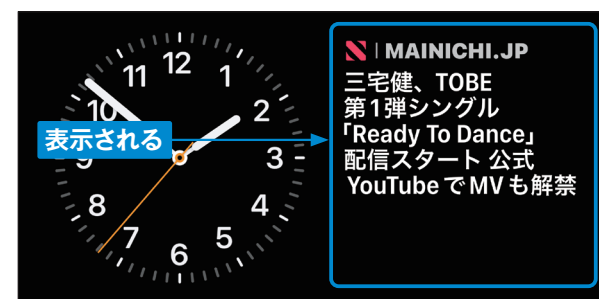 12
11
1
10
2
表示される
9
3
8
4
7
5
6
| MAINICHI.JP
三宅健、TOBE
第1弾シングル
「Ready To Dance」
配信スタート 公式
YouTubeでMVも解禁